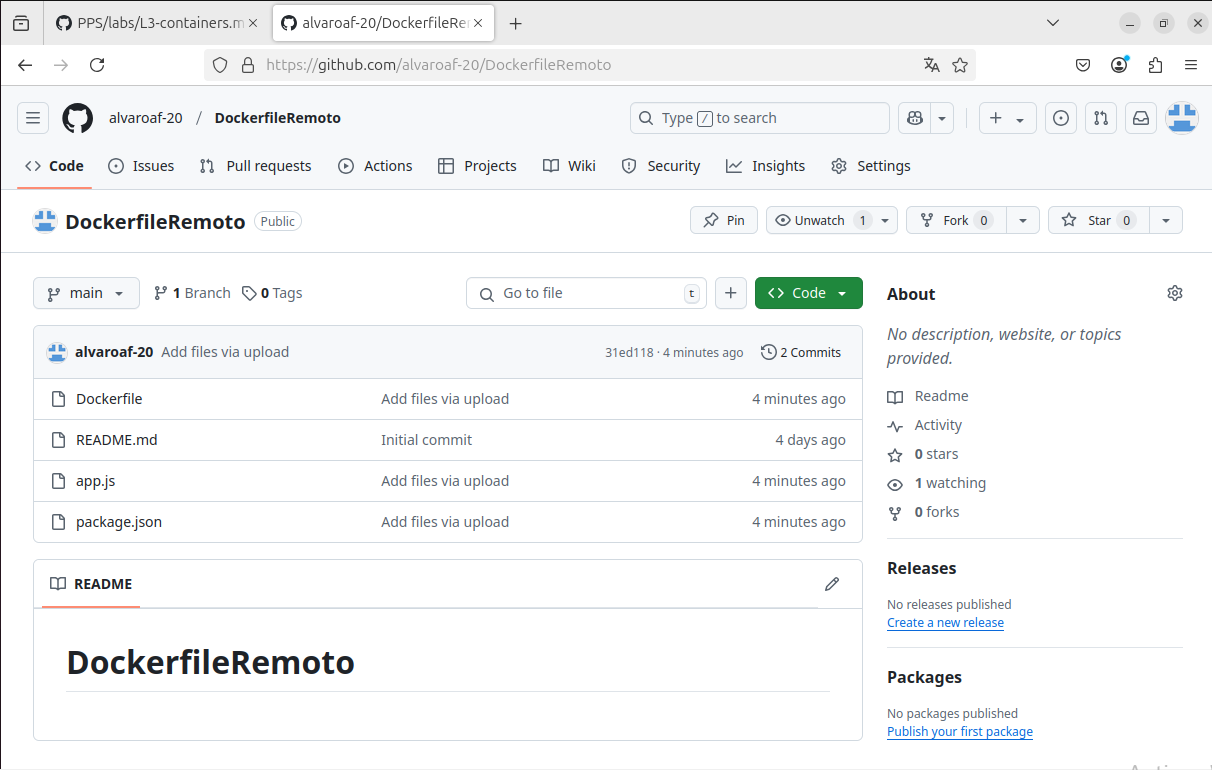 PPS/labs/L3-containers.m
alvaroaf-20/DockerfileRe
https://github.com/alvaroaf-20/DockerfileRemoto
alvaroaf-20 / DockerfileRemoto
Type / to search
Code Issues Pull requests Actions Projects Wiki Security Insights Settings
DockerfileRemoto Public
Pin Unwatch 1 Fork 0 Star 0
main 1 Branch 0 Tags Go to file t Code
alvaroaf-20 Add files via upload 31ed118 · 4 minutes ago 2 Commits
Dockerfile Add files via upload 4 minutes ago
README.md Initial commit 4 days ago
app.js Add files via upload 4 minutes ago
package.json Add files via upload 4 minutes ago
README
DockerfileRemoto
About
No description, website, or topics
provided.
Readme
Activity
0 stars
1 watching
0 forks
Releases
No releases published
Create a new release
Packages
No packages published
Publish your first package